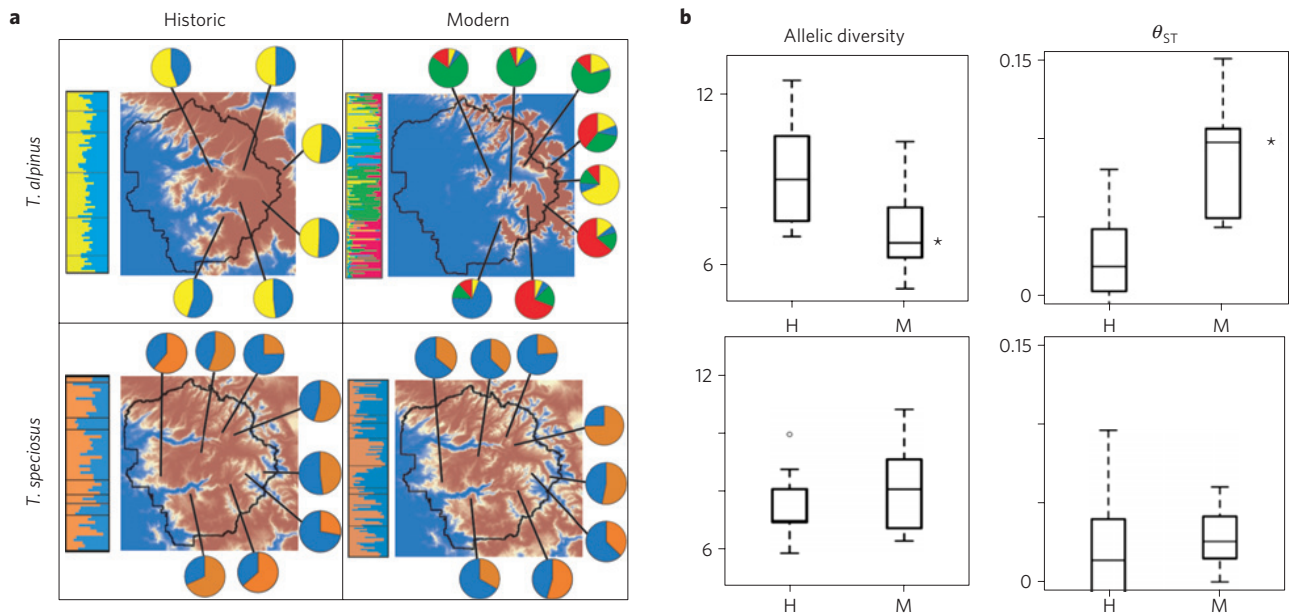 a
Historic
Modern
T. alpinus
T. speciosus
b
Allelic diversity
θST
12
6
H
M
*
0.15
0
H
M
*
12
6
H
M
0.15
0
H
M